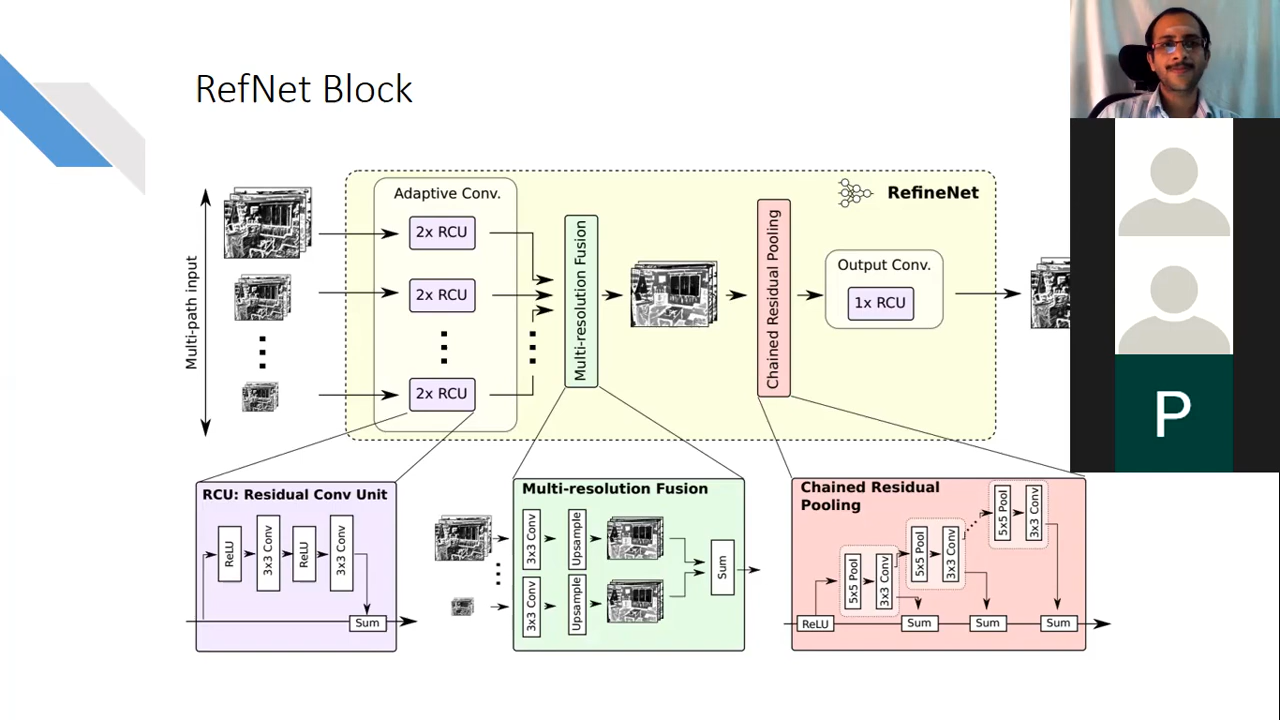 RefNet Block
Multi-path input
Adaptive Conv.
2x RCU
2x RCU
2x RCU
Multi-resolution Fusion
Chained Residual Pooling
RefineNet
Output Conv.
1x RCU
P
RCU: Residual Conv Unit
ReLU
3x3 Conv
ReLU
3x3 Conv
Sum
Multi-resolution Fusion
3x3 Conv
Upsample
3x3 Conv
Upsample
Sum
Chained Residual
Pooling
5x5 Pool
3x3 Conv
5x5 Pool
3x3 Conv
5x5 Pool
3x3 Conv
ReLU
Sum
Sum
Sum